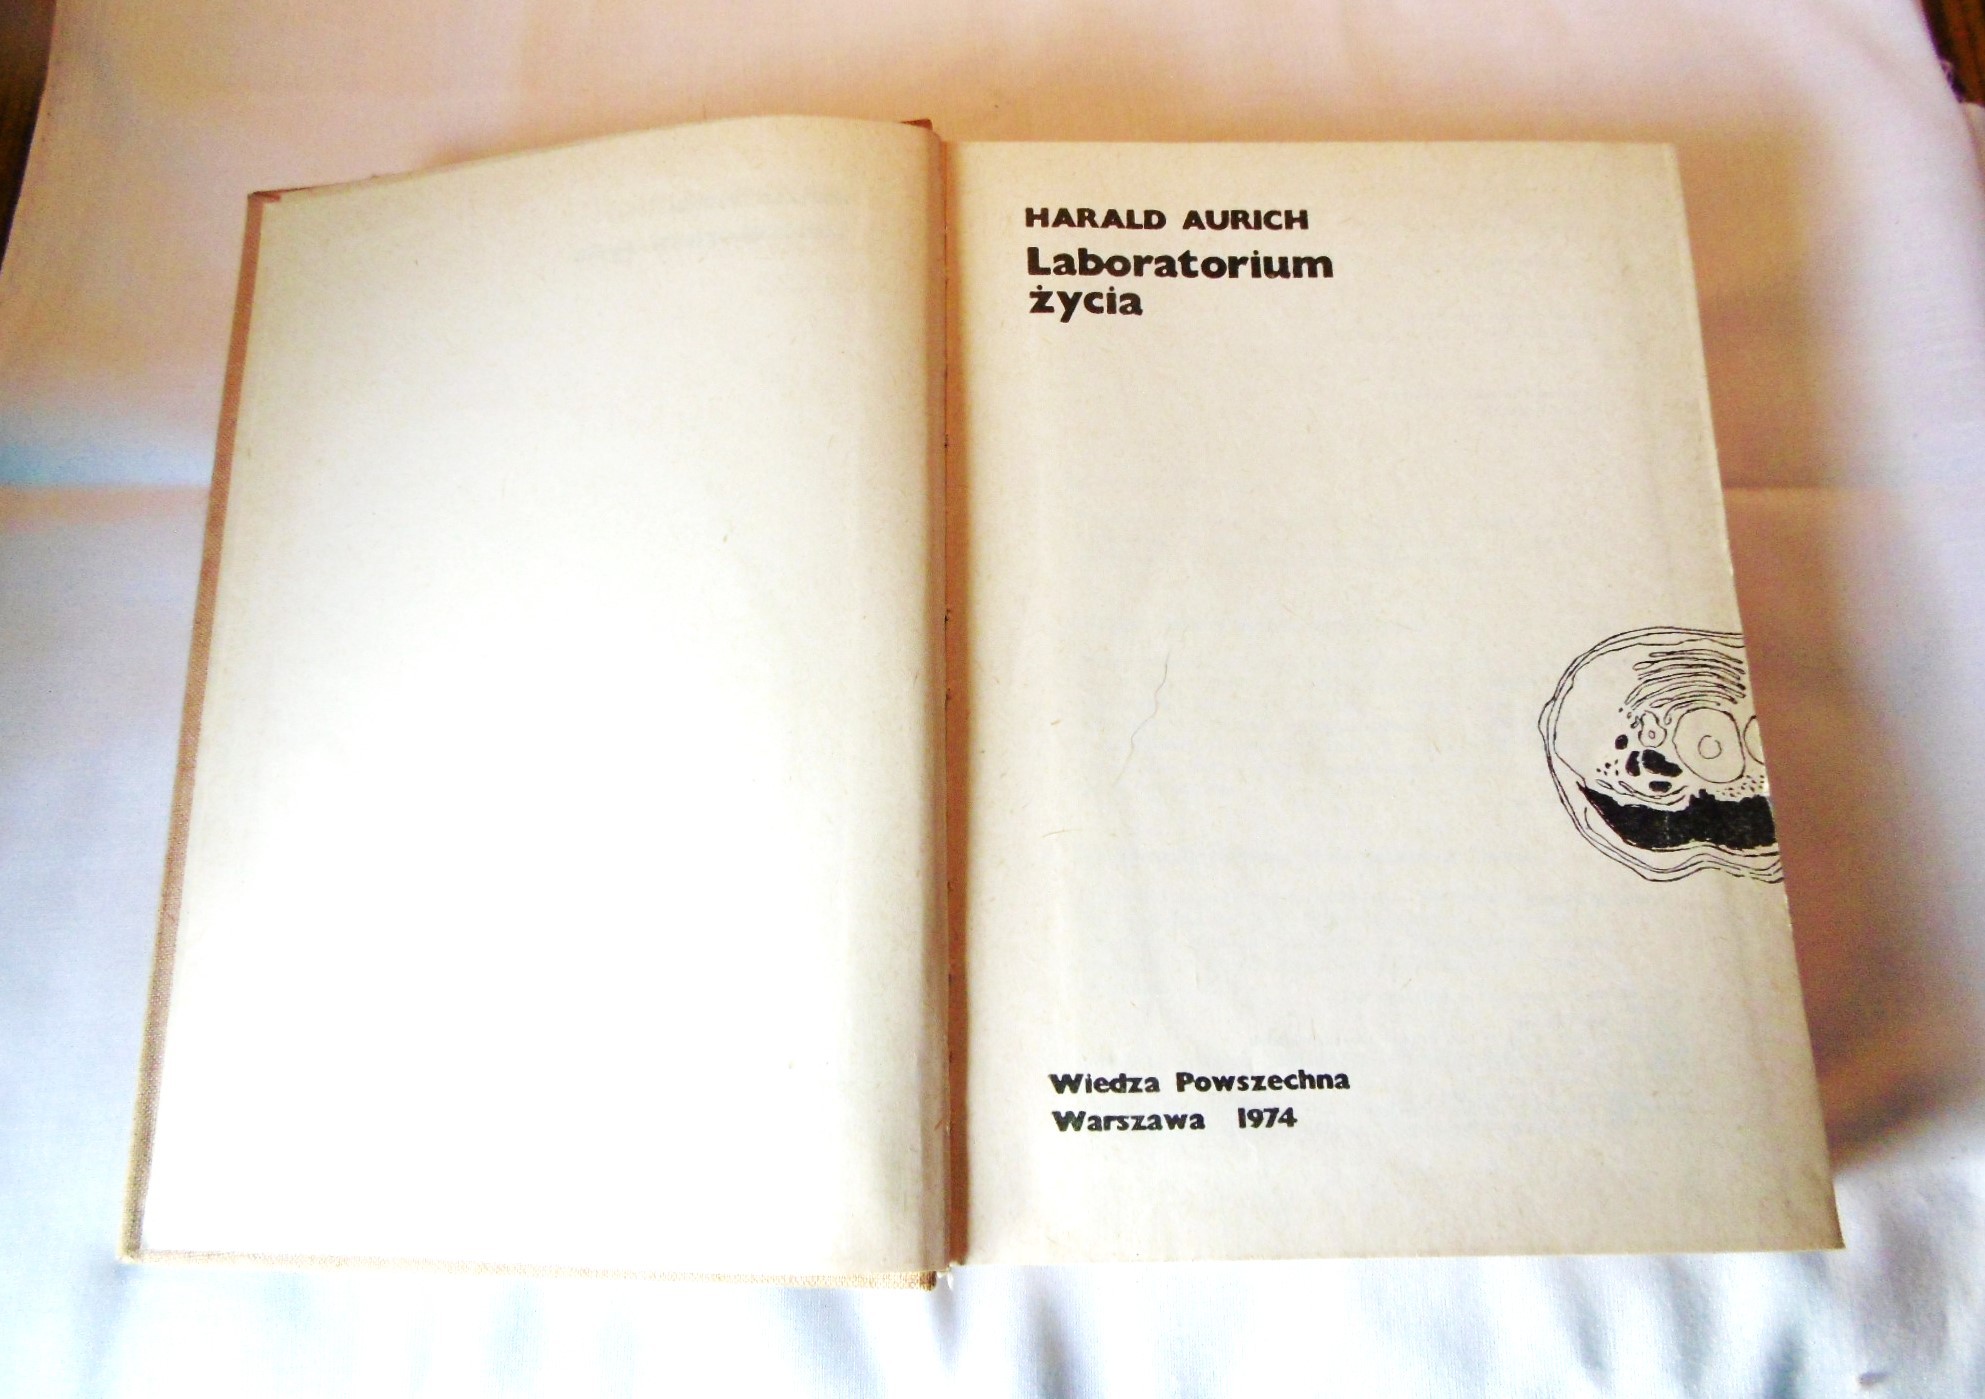 HARALD AURICH
Laboratorium
życia
Wiedza Powszechna
Warszawa 1974